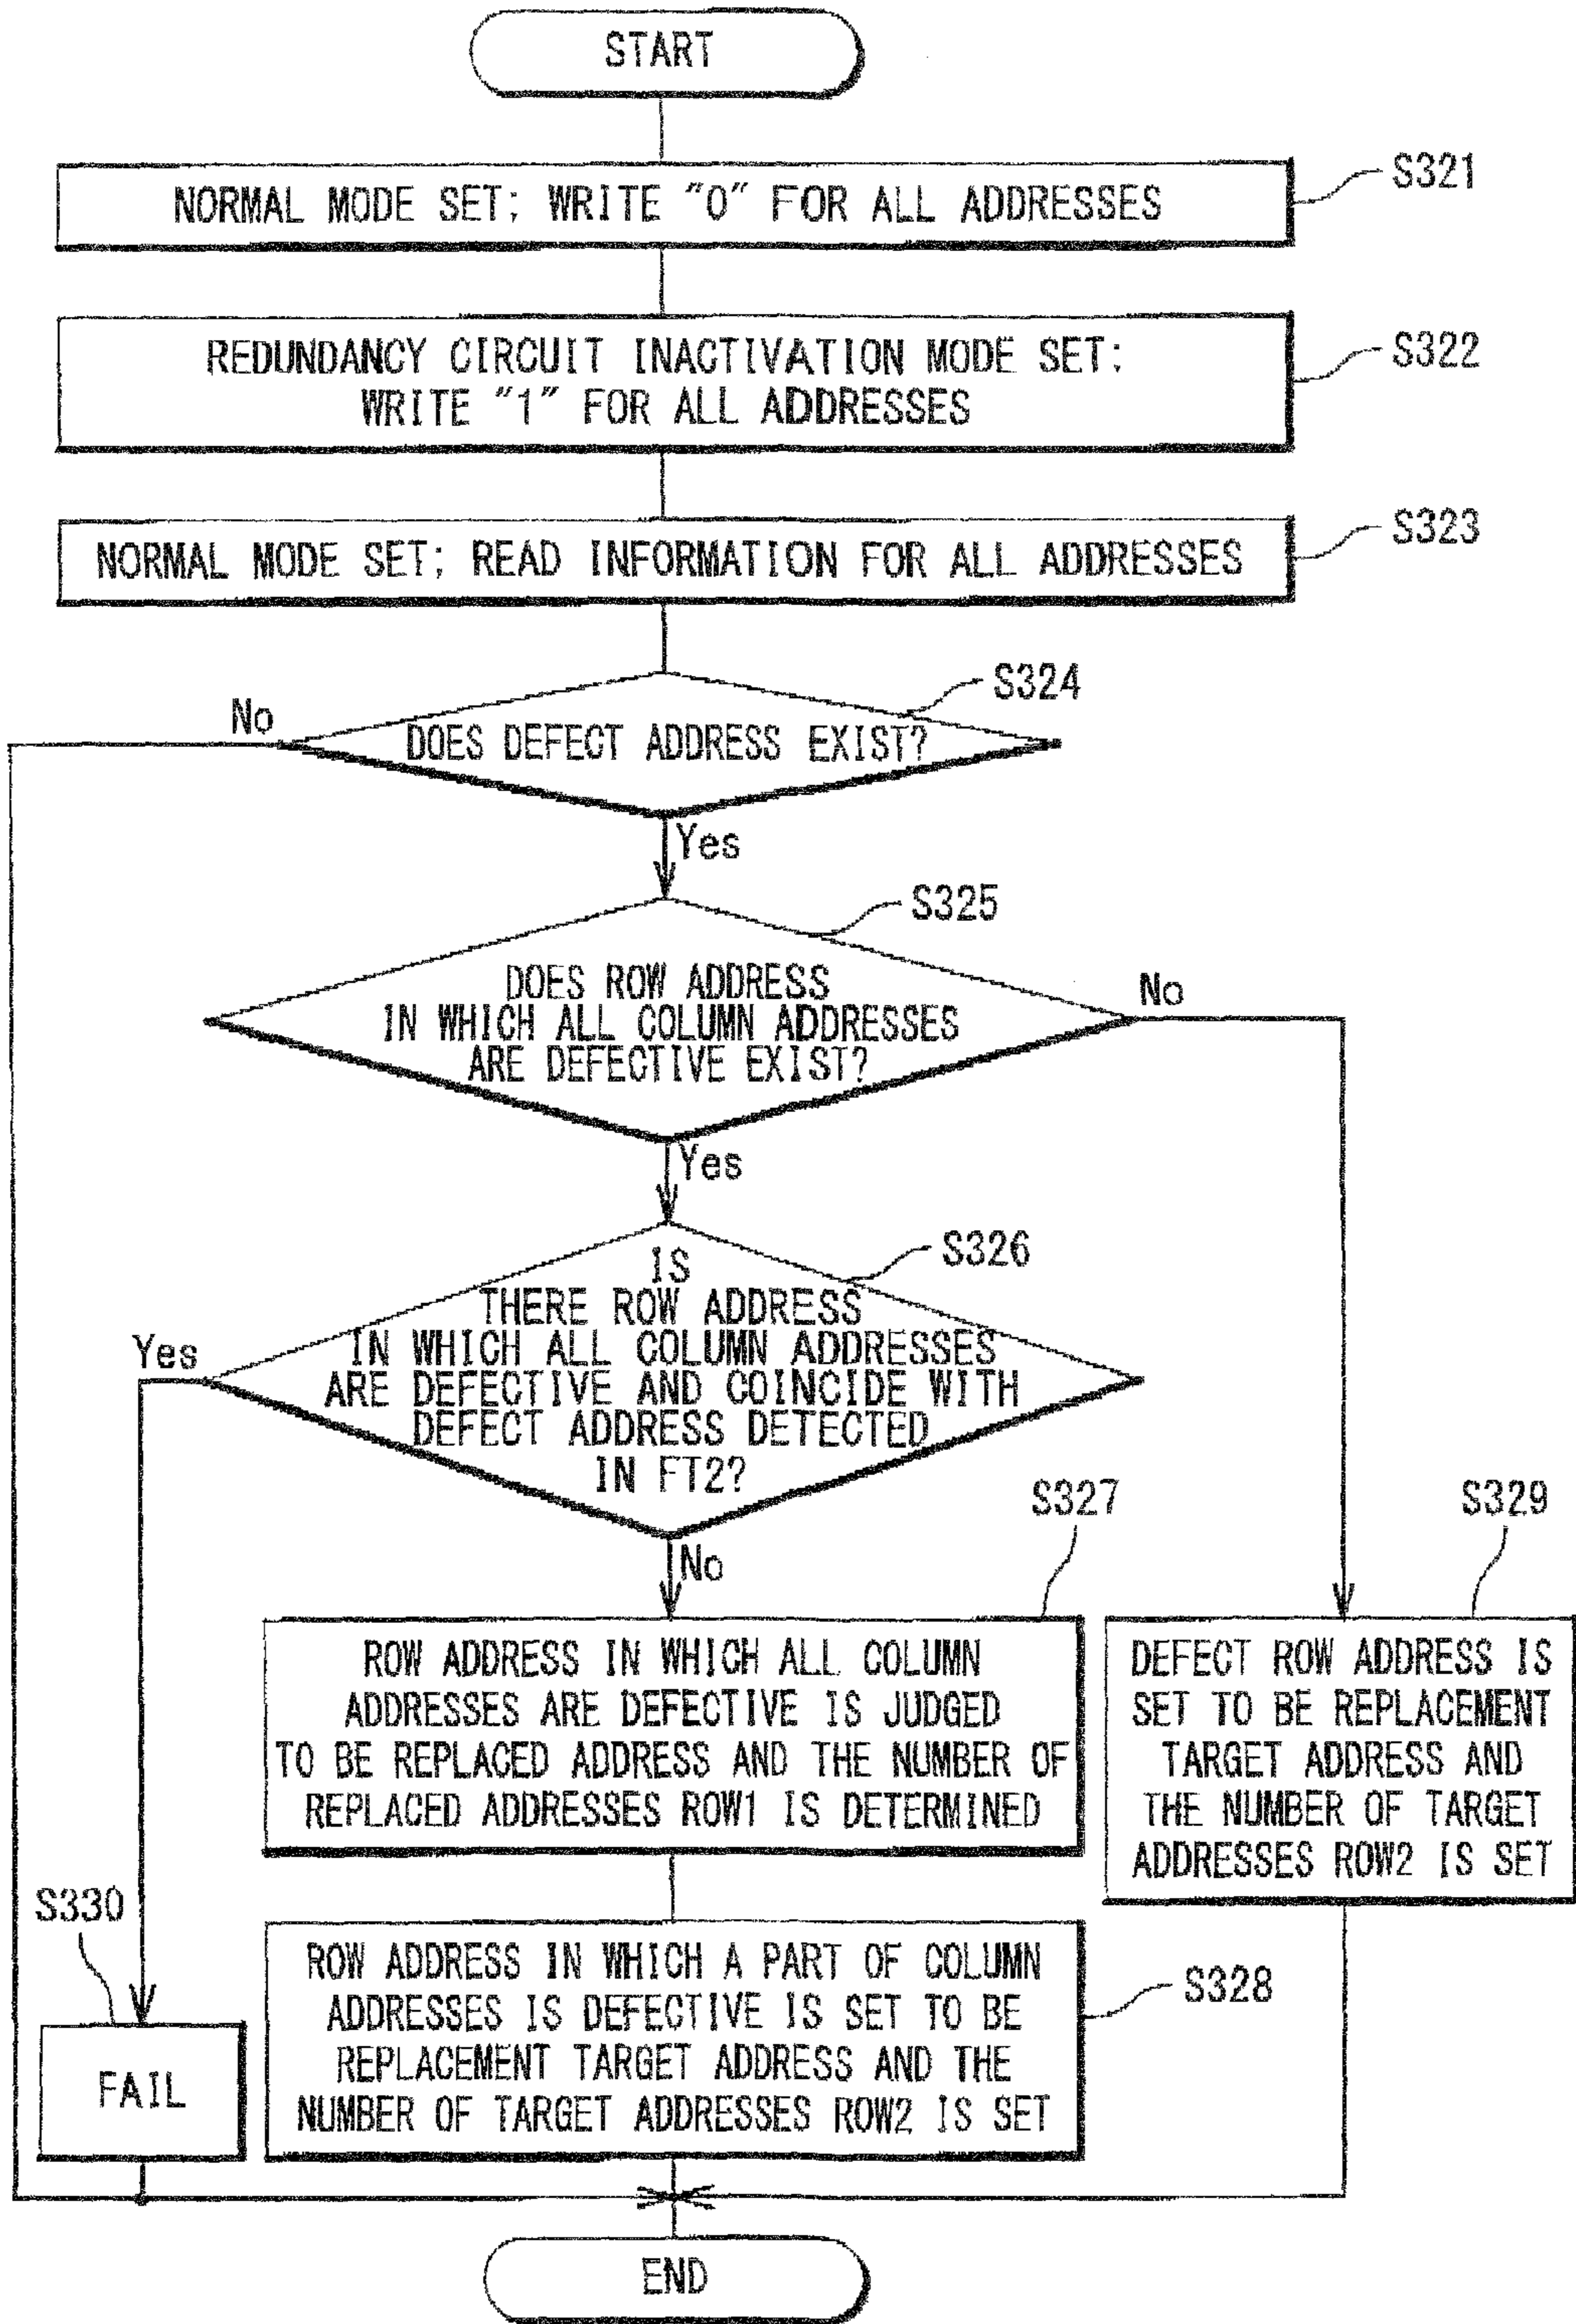 START
S321
NORMAL MODE SET; WRITE "0" FOR ALL ADDRESSES
S322
REDUNDANCY CIRCUIT INACTIVATION MODE SET;
WRITE "1" FOR ALL ADDRESSES
S323
NORMAL MODE SET; READ INFORMATION FOR ALL ADDRESSES
S324
No
DOES DEFECT ADDRESS EXIST?
Yes
S325
DOES ROW ADDRESS
IN WHICH ALL COLUMN ADDRESSES
ARE DEFECTIVE EXIST?
No
Yes
S326
IS
THERE ROW ADDRESS
IN WHICH ALL COLUMN ADDRESSES
ARE DEFECTIVE AND COINCIDE WITH
DEFECT ADDRESS DETECTED
IN FT2?
Yes
No
S327
ROW ADDRESS IN WHICH ALL COLUMN
ADDRESSES ARE DEFECTIVE IS JUDGED
TO BE REPLACED ADDRESS AND THE NUMBER OF
REPLACED ADDRESSES ROW1 IS DETERMINED
S329
DEFECT ROW ADDRESS IS
SET TO BE REPLACEMENT
TARGET ADDRESS AND
THE NUMBER OF TARGET
ADDRESSES ROW2 IS SET
S330
FAIL
ROW ADDRESS IN WHICH A PART OF COLUMN
ADDRESSES IS DEFECTIVE IS SET TO BE
REPLACEMENT TARGET ADDRESS AND THE
NUMBER OF TARGET ADDRESSES ROW2 IS SET
S328
END